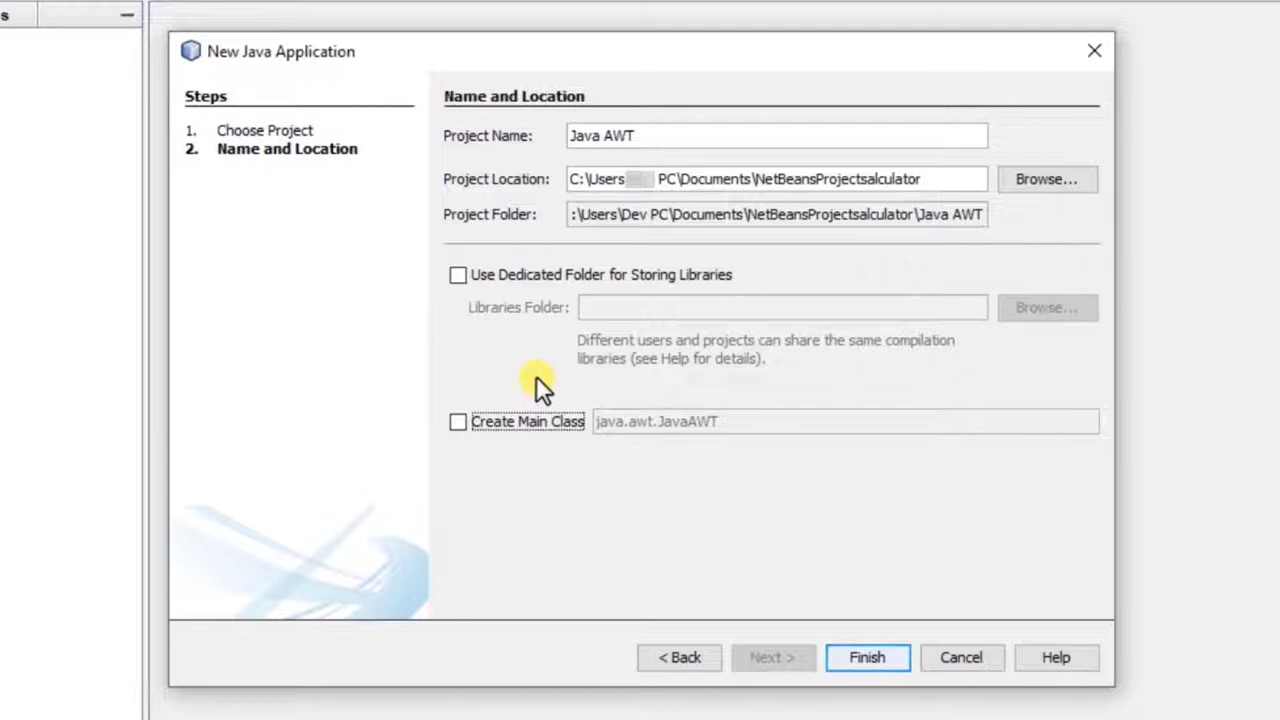 s
New Java Application
Steps
1. Choose Project
2. Name and Location
Name and Location
Project Name: Java AWT
Project Location: C:\Users PC\Documents\NetBeansProjectsalculator Browse...
Project Folder: :\Users\Dev PC\Documents\NetBeansProjectsalculator\Java AWT
Use Dedicated Folder for Storing Libraries
Libraries Folder: Browse...
Different users and projects can share the same compilation
libraries (see Help for details).
Create Main Class java.awt.JavaAWT
< Back Next > Finish Cancel Help